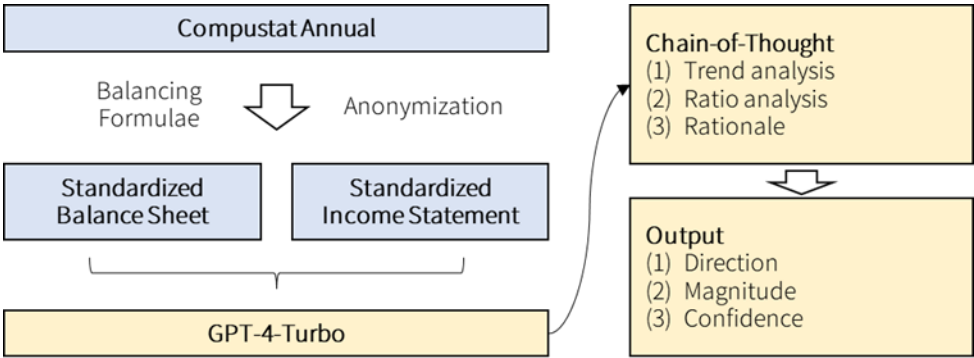 Compustat Annual
Balancing
Formulae
Anonymization
Standardized
Balance Sheet
Standardized
Income Statement
GPT-4-Turbo
Chain-of-Thought
(1) Trend analysis
(2) Ratio analysis
(3) Rationale
Output
(1) Direction
(2) Magnitude
(3) Confidence